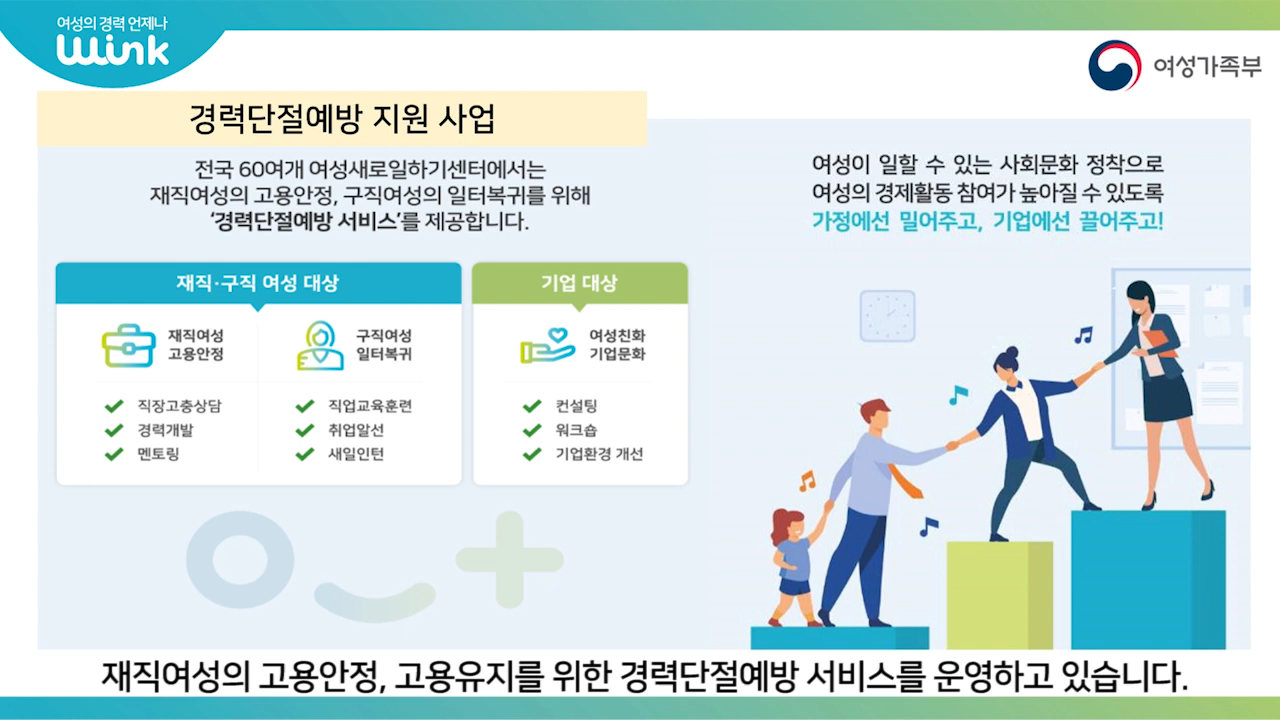 여성의 경력 언제나
wink
여성가족부
경력단절예방 지원 사업
전국 60여개 여성새로일하기센터에서는
재직여성의 고용안정, 구직여성의 일터복귀를 위해
‘경력단절예방 서비스’를 제공합니다.
여성이 일할 수 있는 사회문화 정착으로
여성의 경제활동 참여가 높아질 수 있도록
가정에선 밀어주고, 기업에선 끌어주고!
재직·구직 여성 대상
재직여성
고용안정
직장고충상담
경력개발
멘토링
구직여성
일터복귀
직업교육훈련
취업알선
새일인턴
기업 대상
여성친화
기업문화
컨설팅
워크숍
기업환경 개선
재직여성의 고용안정, 고용유지를 위한 경력단절예방 서비스를 운영하고 있습니다.